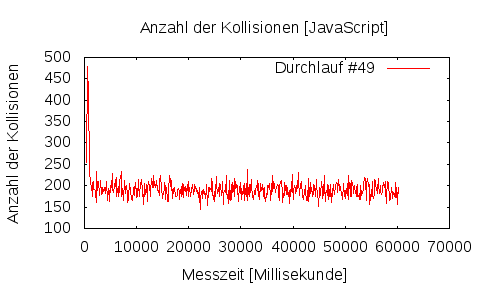 Anzahl der Kollisionen [JavaScript]
Durchlauf #49
Anzahl der Kollisionen
500
450
400
350
300
250
200
150
100
0 10000 20000 30000 40000 50000 60000 70000
Messzeit [Millisekunde]